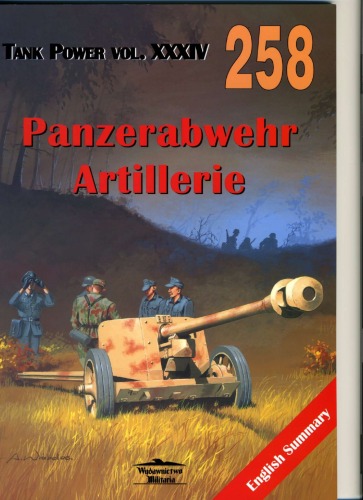 TANK POWER VOL. XXXIV
258
Panzerabwehr
Artillerie
English Summary
Wydawnictwo
Militaria